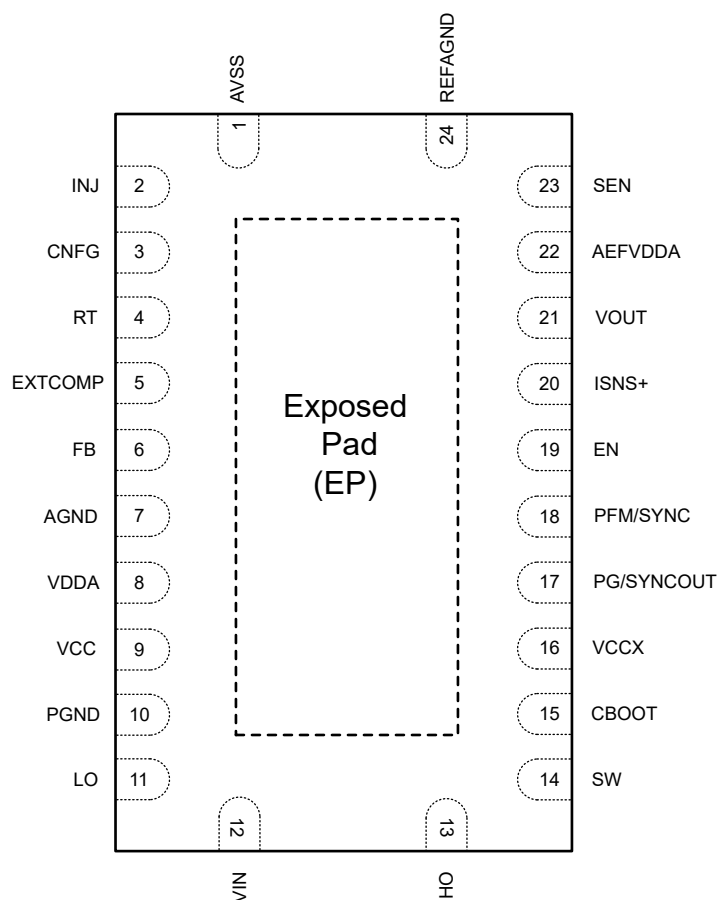 AVSS
REFAGND
1
24
INJ 2
23 SEN
CNFG 3
22 AEFVDDA
RT 4
21 VOUT
EXTCOMP 5
20 ISNS+
FB 6
19 EN
AGND 7
18 PFM/SYNC
VDDA 8
17 PG/SYNCOUT
VCC 9
16 VCCX
PGND 10
15 CBOOT
LO 11
14 SW
Exposed
Pad
(EP)
12
13
VIN
HO